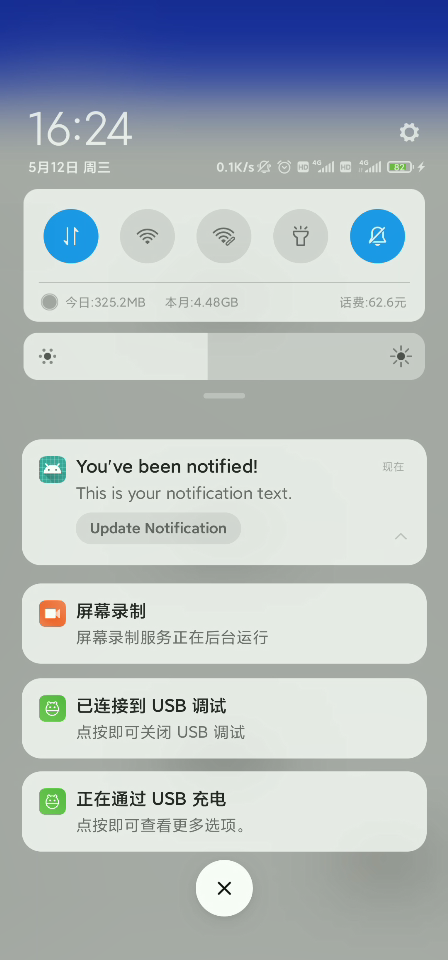 16:24
5月12日 周三
0.1K/s HD 4G HD 4G 82
今日:325.2MB 本月:4.48GB 话费:62.6元
You've been notified! 现在
This is your notification text.
Update Notification
屏幕录制
屏幕录制服务正在后台运行
已连接到 USB 调试
点按即可关闭 USB 调试
正在通过 USB 充电
点按即可查看更多选项。